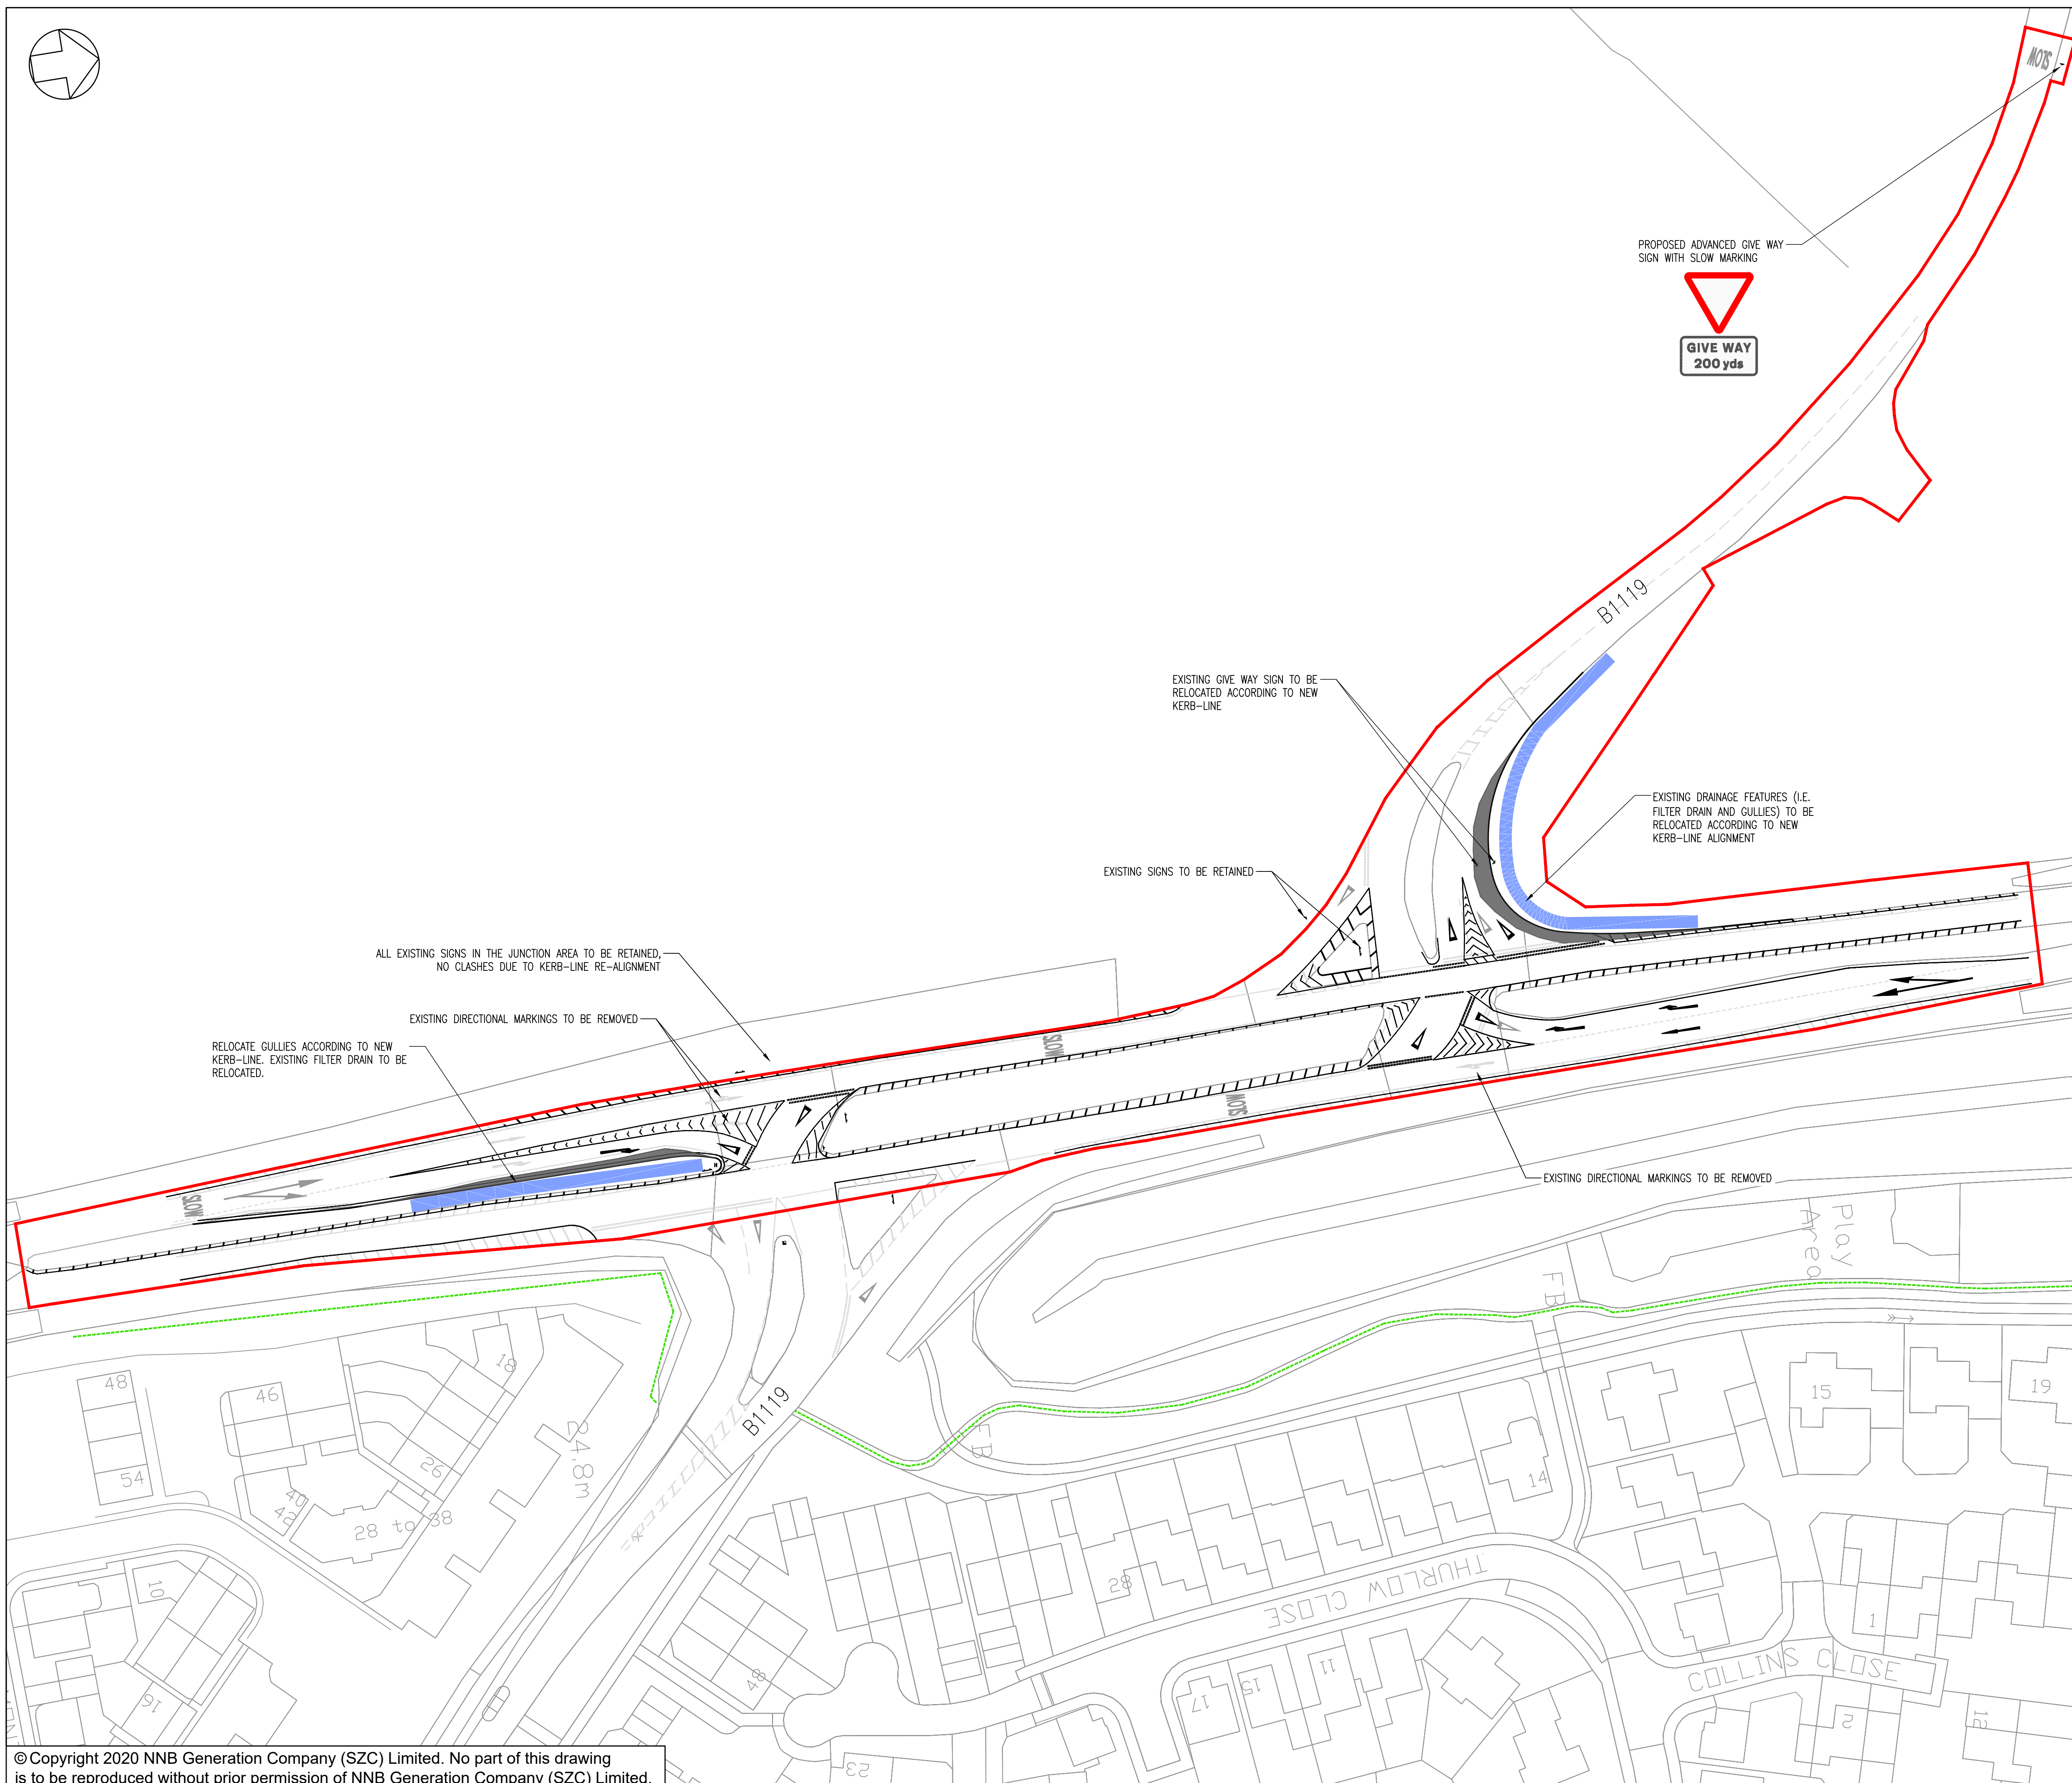 SLOW
PROPOSED ADVANCED GIVE WAY
SIGN WITH SLOW MARKING
GIVE WAY
200 yds
B1119
EXISTING GIVE WAY SIGN TO BE
RELOCATED ACCORDING TO NEW
KERB-LINE
EXISTING DRAINAGE FEATURES (I.E.
FILTER DRAIN AND GULLIES) TO BE
RELOCATED ACCORDING TO NEW
KERB-LINE ALIGNMENT
EXISTING SIGNS TO BE RETAINED
ALL EXISTING SIGNS IN THE JUNCTION AREA TO BE RETAINED,
NO CLASHES DUE TO KERB-LINE RE-ALIGNMENT
EXISTING DIRECTIONAL MARKINGS TO BE REMOVED
RELOCATE GULLIES ACCORDING TO NEW
KERB-LINE. EXISTING FILTER DRAIN TO BE
RELOCATED.
SLOW
SLOW
SLOW
EXISTING DIRECTIONAL MARKINGS TO BE REMOVED
Play
Area
FB
18
48
46
15
19
B1119
FB
54
26
24.8m
14
40
42
28 to 38
10
28
THURLOW CLOSE
1
COLLINS CLOSE
16
48
17
15
11
2
12
23
© Copyright 2020 NNB Generation Company (SZC) Limited. No part of this drawing
is to be reproduced without prior permission of NNB Generation Company (SZC) Limited.